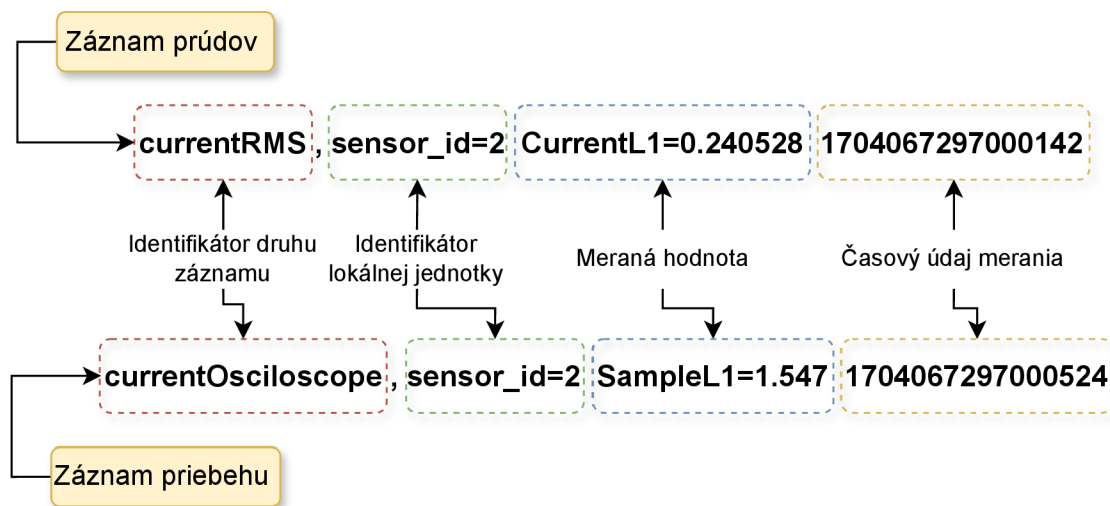 Záznam prúdov
currentRMS , sensor_id=2 CurrentL1=0.240528 1704067297000142
Identifikátor druhu
záznamu
Identifikátor
lokálnej jednotky
Meraná hodnota
Časový údaj merania
currentOsciloscope , sensor_id=2 SampleL1=1.547 1704067297000524
Záznam priebehu